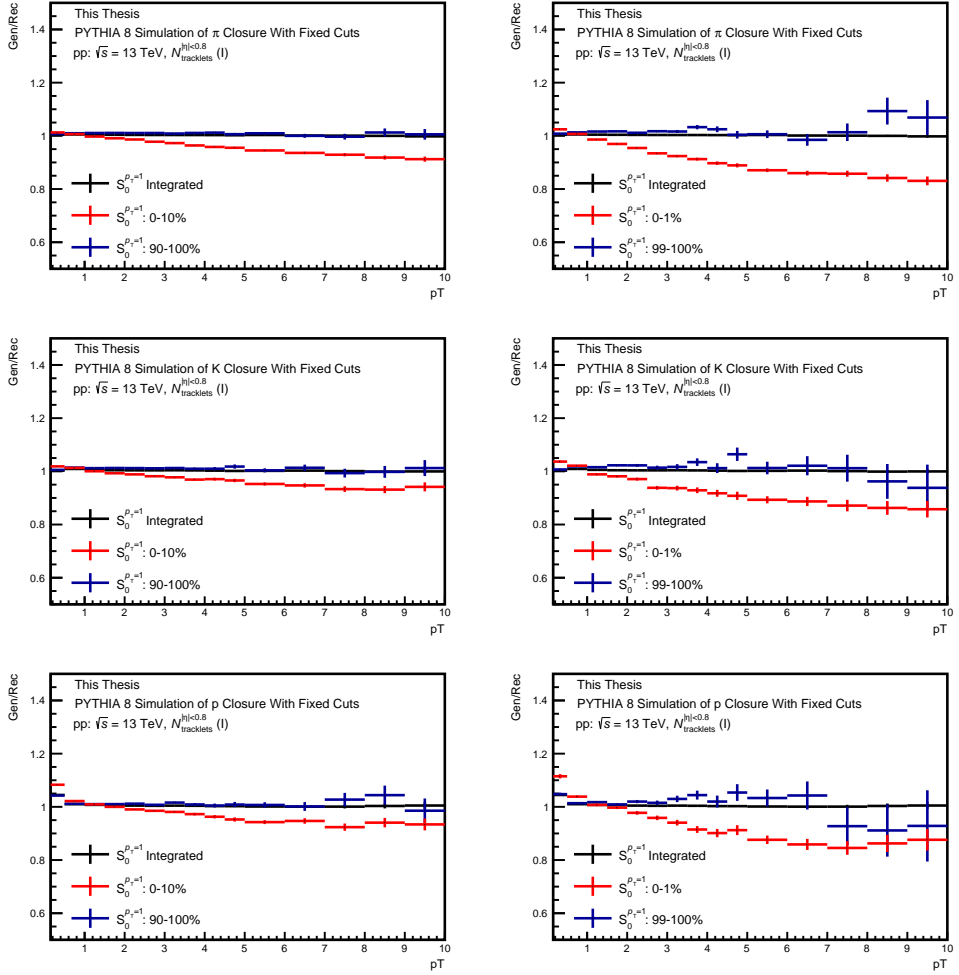 Gen/Rec
1.4
1.2
1
0.8
0.6
This Thesis
PYTHIA 8 Simulation of π Closure With Fixed Cuts
pp: √s = 13 TeV, N_tracklets^|η|<0.8 (I)
S_0^{p_T=1} Integrated
S_0^{p_T=1}: 0-10%
S_0^{p_T=1}: 90-100%
1 2 3 4 5 6 7 8 9 10
pT
Gen/Rec
1.4
1.2
1
0.8
0.6
This Thesis
PYTHIA 8 Simulation of π Closure With Fixed Cuts
pp: √s = 13 TeV, N_tracklets^|η|<0.8 (I)
S_0^{p_T=1} Integrated
S_0^{p_T=1}: 0-1%
S_0^{p_T=1}: 99-100%
1 2 3 4 5 6 7 8 9 10
pT
Gen/Rec
1.4
1.2
1
0.8
0.6
This Thesis
PYTHIA 8 Simulation of K Closure With Fixed Cuts
pp: √s = 13 TeV, N_tracklets^|η|<0.8 (I)
S_0^{p_T=1} Integrated
S_0^{p_T=1}: 0-10%
S_0^{p_T=1}: 90-100%
1 2 3 4 5 6 7 8 9 10
pT
Gen/Rec
1.4
1.2
1
0.8
0.6
This Thesis
PYTHIA 8 Simulation of K Closure With Fixed Cuts
pp: √s = 13 TeV, N_tracklets^|η|<0.8 (I)
S_0^{p_T=1} Integrated
S_0^{p_T=1}: 0-1%
S_0^{p_T=1}: 99-100%
1 2 3 4 5 6 7 8 9 10
pT
Gen/Rec
1.4
1.2
1
0.8
0.6
This Thesis
PYTHIA 8 Simulation of p Closure With Fixed Cuts
pp: √s = 13 TeV, N_tracklets^|η|<0.8 (I)
S_0^{p_T=1} Integrated
S_0^{p_T=1}: 0-10%
S_0^{p_T=1}: 90-100%
1 2 3 4 5 6 7 8 9 10
pT
Gen/Rec
1.4
1.2
1
0.8
0.6
This Thesis
PYTHIA 8 Simulation of p Closure With Fixed Cuts
pp: √s = 13 TeV, N_tracklets^|η|<0.8 (I)
S_0^{p_T=1} Integrated
S_0^{p_T=1}: 0-1%
S_0^{p_T=1}: 99-100%
1 2 3 4 5 6 7 8 9 10
pT